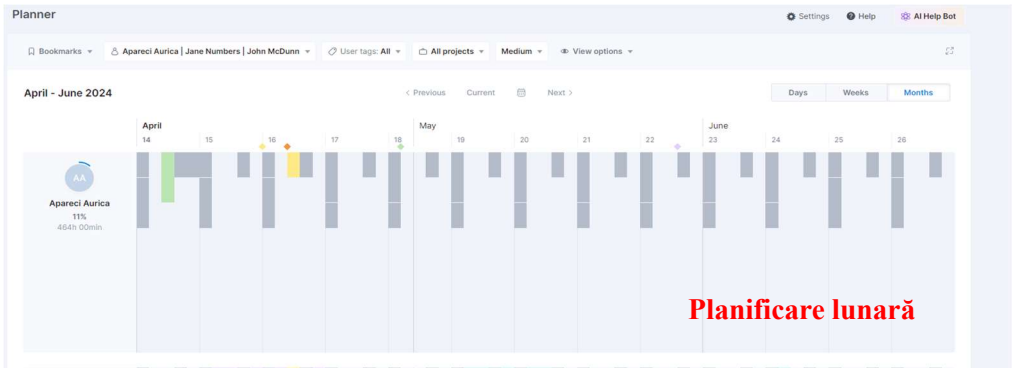 Planner
Settings Help AI Help Bot
Bookmarks Apareci Aurica | Jane Numbers | John McDunn User tags: All All projects Medium View options
April - June 2024 < Previous Current Next > Days Weeks Months
April May June
14 15 16 17 18 19 20 21 22 23 24 25 26
AA
Apareci Aurica
11%
464h 00min
Planificare lunară